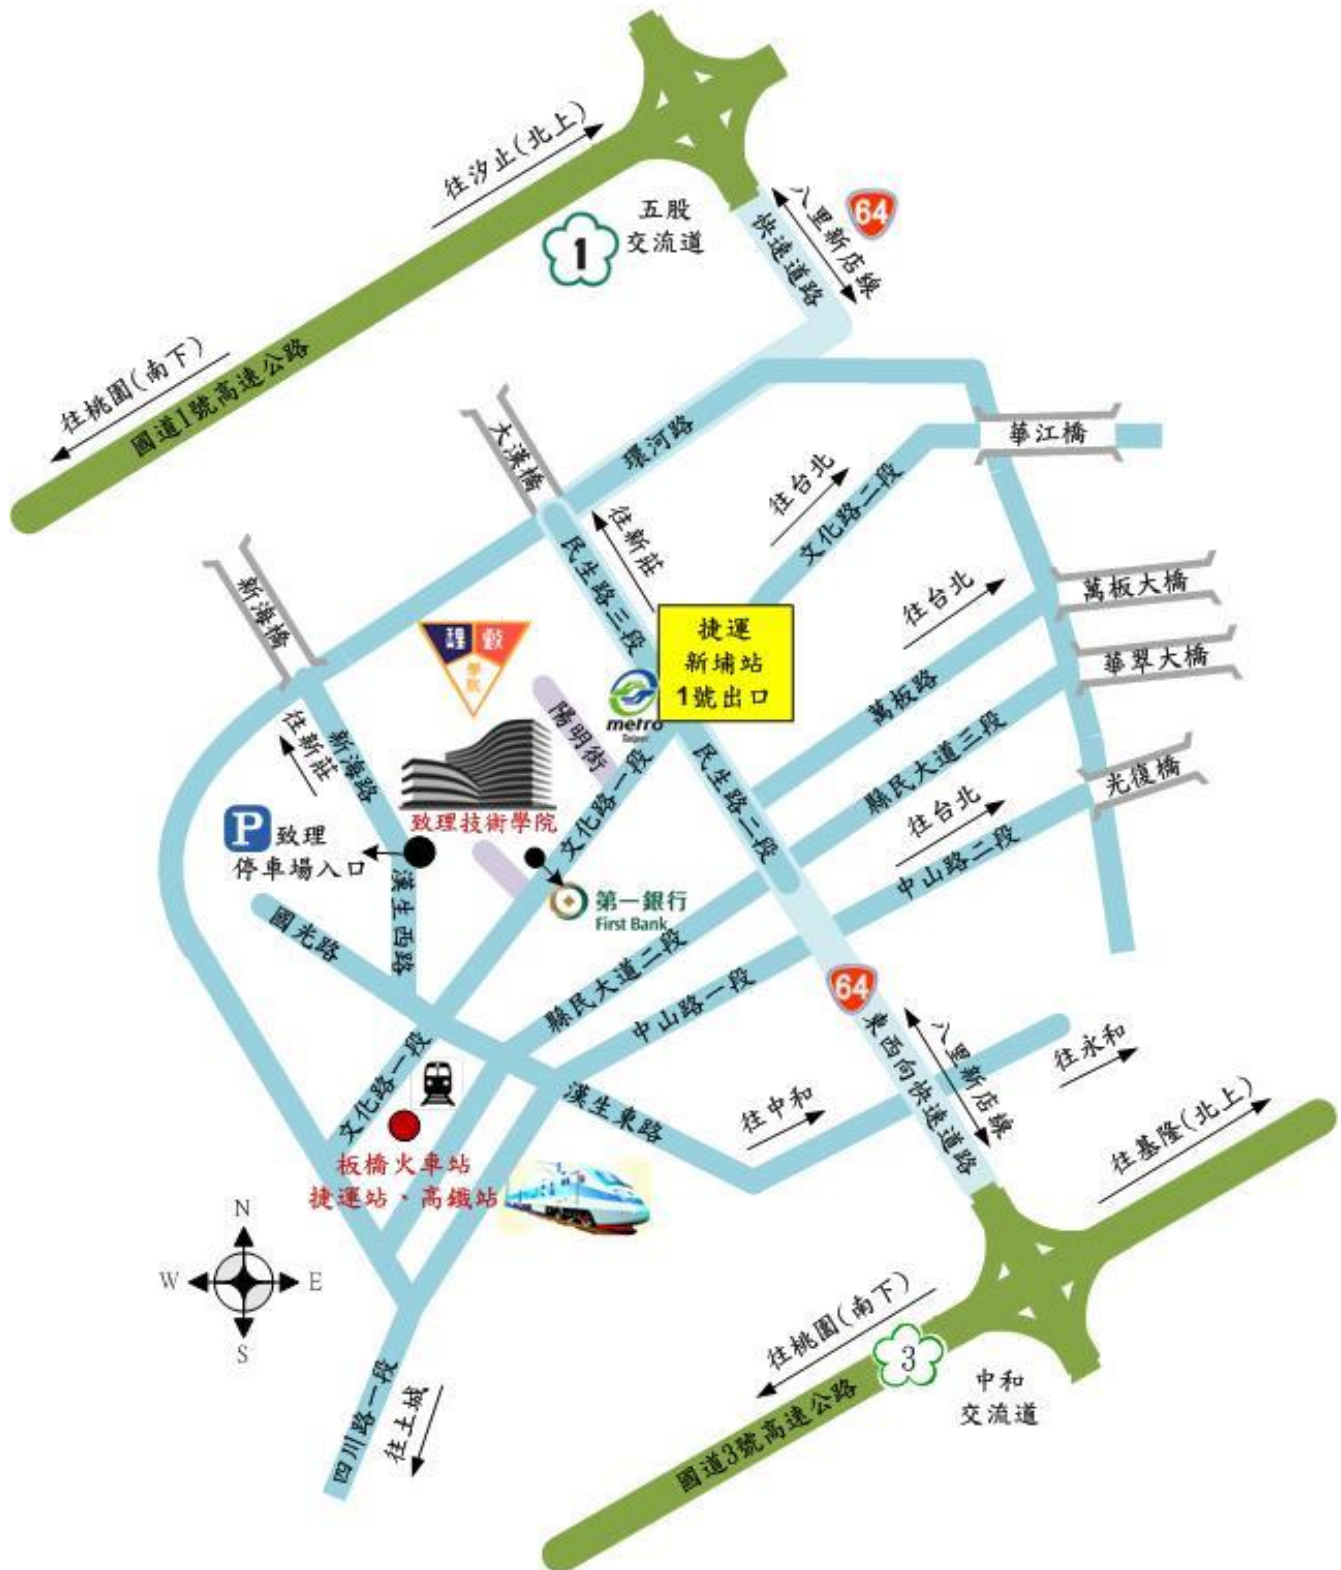 往汐止(北上)
八里新店線
64
五股
交流道
1
快速道路
往桃園(南下)
國道1號高速公路
大漢橋
環河路
華江橋
往台北
文化路二段
往新莊
民生路三段
新海橋
捷運
新埔站
1號出口
往台北
萬板大橋
華翠大橋
理
致
學院
陽明街
metro
Taipei
萬板路
往新莊
新海路
民生路二段
縣民大道三段
光復橋
文化路一段
往台北
致理技術學院
P
致理
停車場入口
中山路二段
漢生西路
第一銀行
First Bank
國光路
縣民大道二段
中山路一段
64
東西向快速道路
八里新店線
往永和
文化路一段
漢生東路
往中和
往基隆(北上)
板橋火車站
捷運站、高鐵站
N
W
E
S
往桃園(南下)
3
中和
交流道
四川路一段
往土城
國道3號高速公路